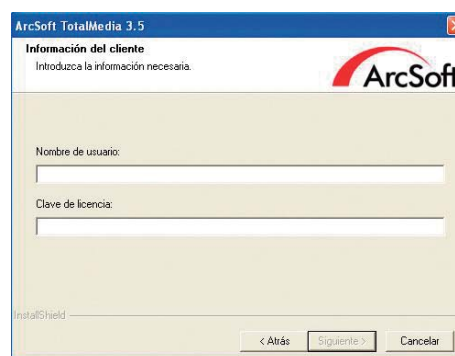 ArcSoft TotalMedia 3.5
Información del cliente
Introduzca la información necesaria.
ArcSoft
Nombre de usuario:
Clave de licencia:
InstallShield
< Atrás
Siguiente >
Cancelar